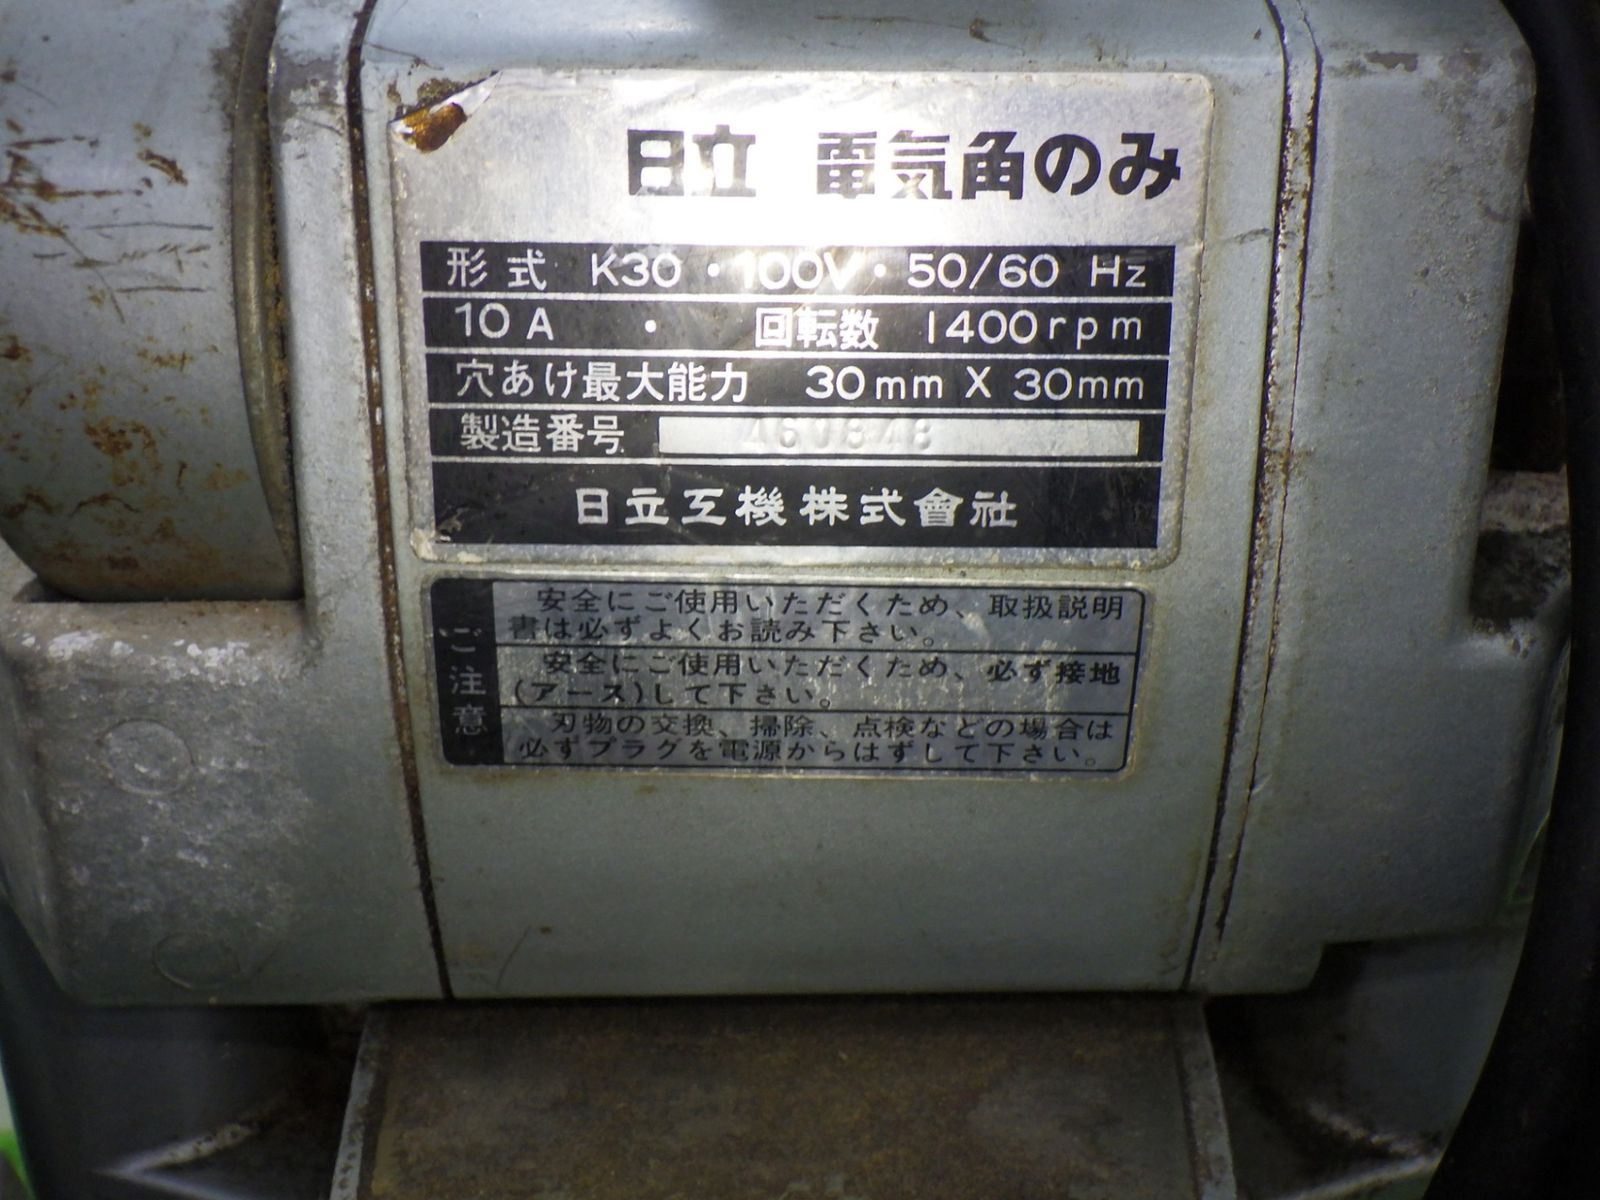 日立 電気角のみ
形式 K30・100V・50/60 Hz
10A ・ 回転数 1400rpm
穴あけ最大能力 30mm X 30mm
製造番号 460848
日立工機株式會社
ご注意
安全にご使用いただくため、取扱説明
書は必ずよくお読み下さい。
安全にご使用いただくため、必ず接地
(アース)して下さい。
刃物の交換、掃除、点検などの場合は
必ずプラグを電源からはずして下さい。